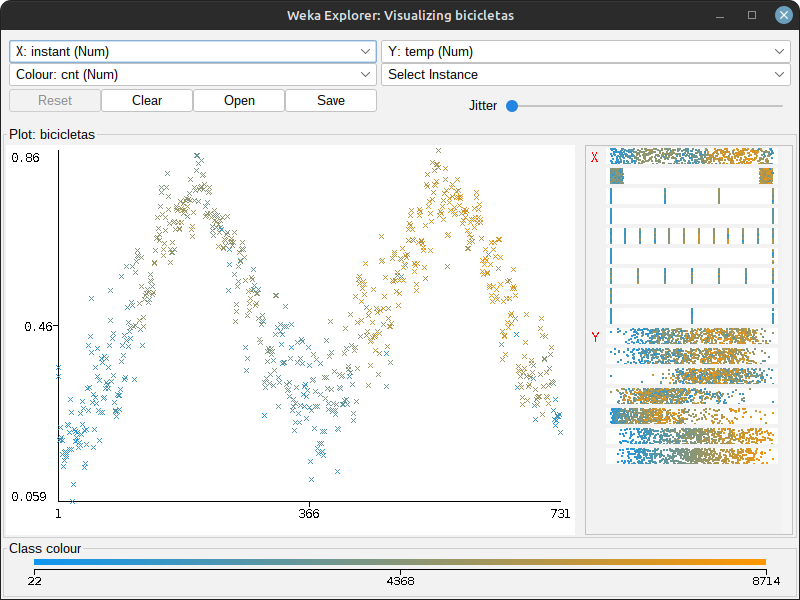 Weka Explorer: Visualizing bicicletas
X: instant (Num)
Y: temp (Num)
Colour: cnt (Num)
Select Instance
Reset
Clear
Open
Save
Jitter
Plot: bicicletas
0.86
0.46
0.059
1
366
731
X
Y
Class colour
22
4368
8714